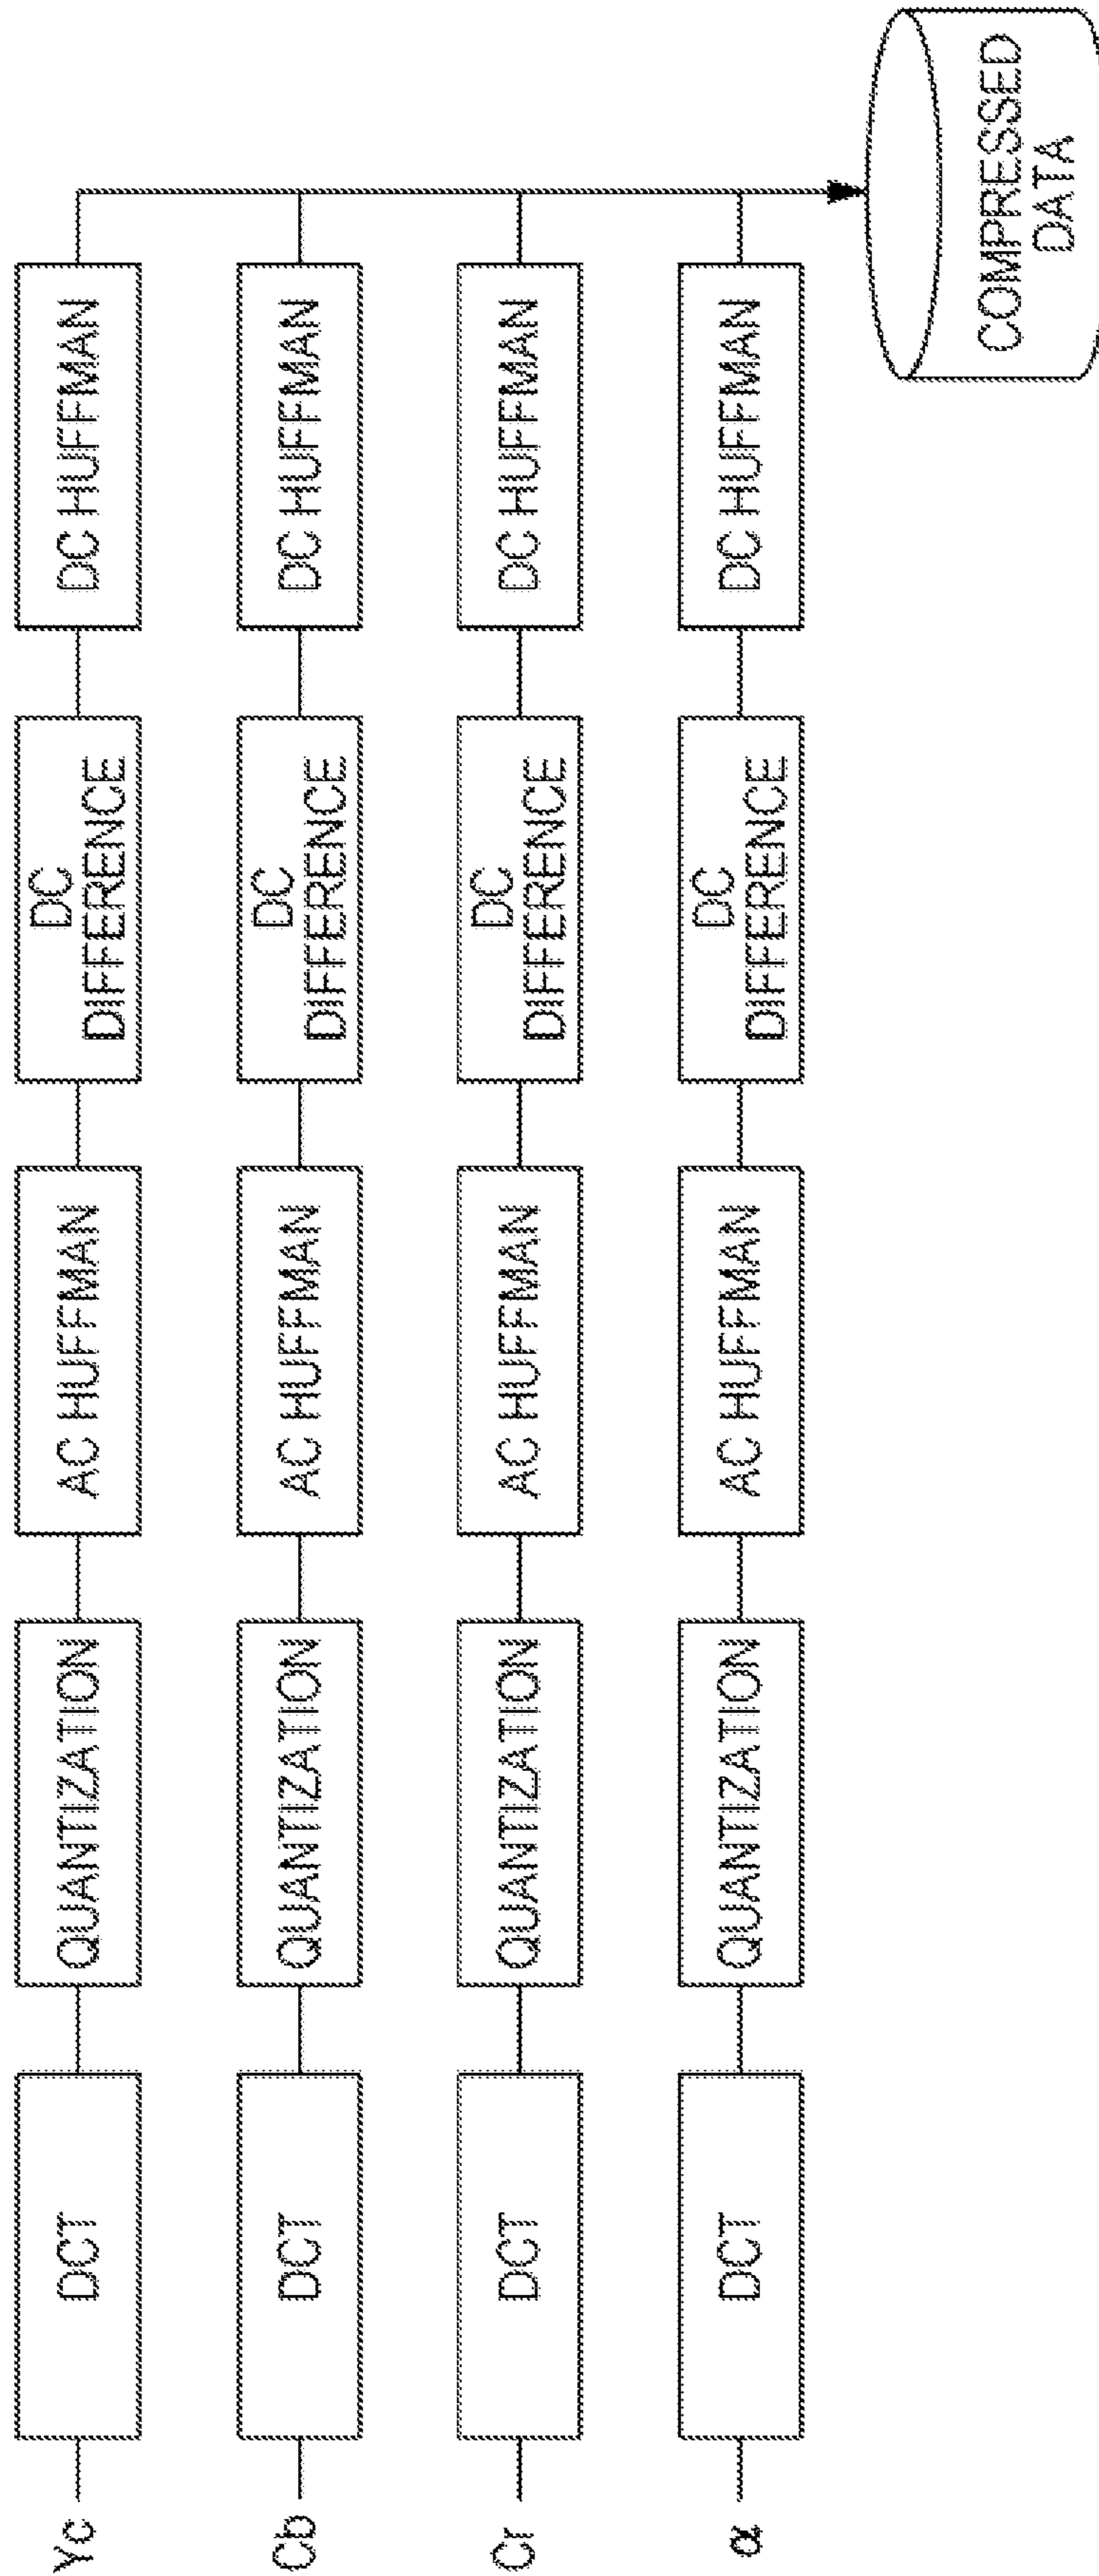 Yc
DCT
QUANTIZATION
AC HUFFMAN
DC
DIFFERENCE
DC HUFFMAN
Cb
DCT
QUANTIZATION
AC HUFFMAN
DC
DIFFERENCE
DC HUFFMAN
Cr
DCT
QUANTIZATION
AC HUFFMAN
DC
DIFFERENCE
DC HUFFMAN
α
DCT
QUANTIZATION
AC HUFFMAN
DC
DIFFERENCE
DC HUFFMAN
COMPRESSED
DATA